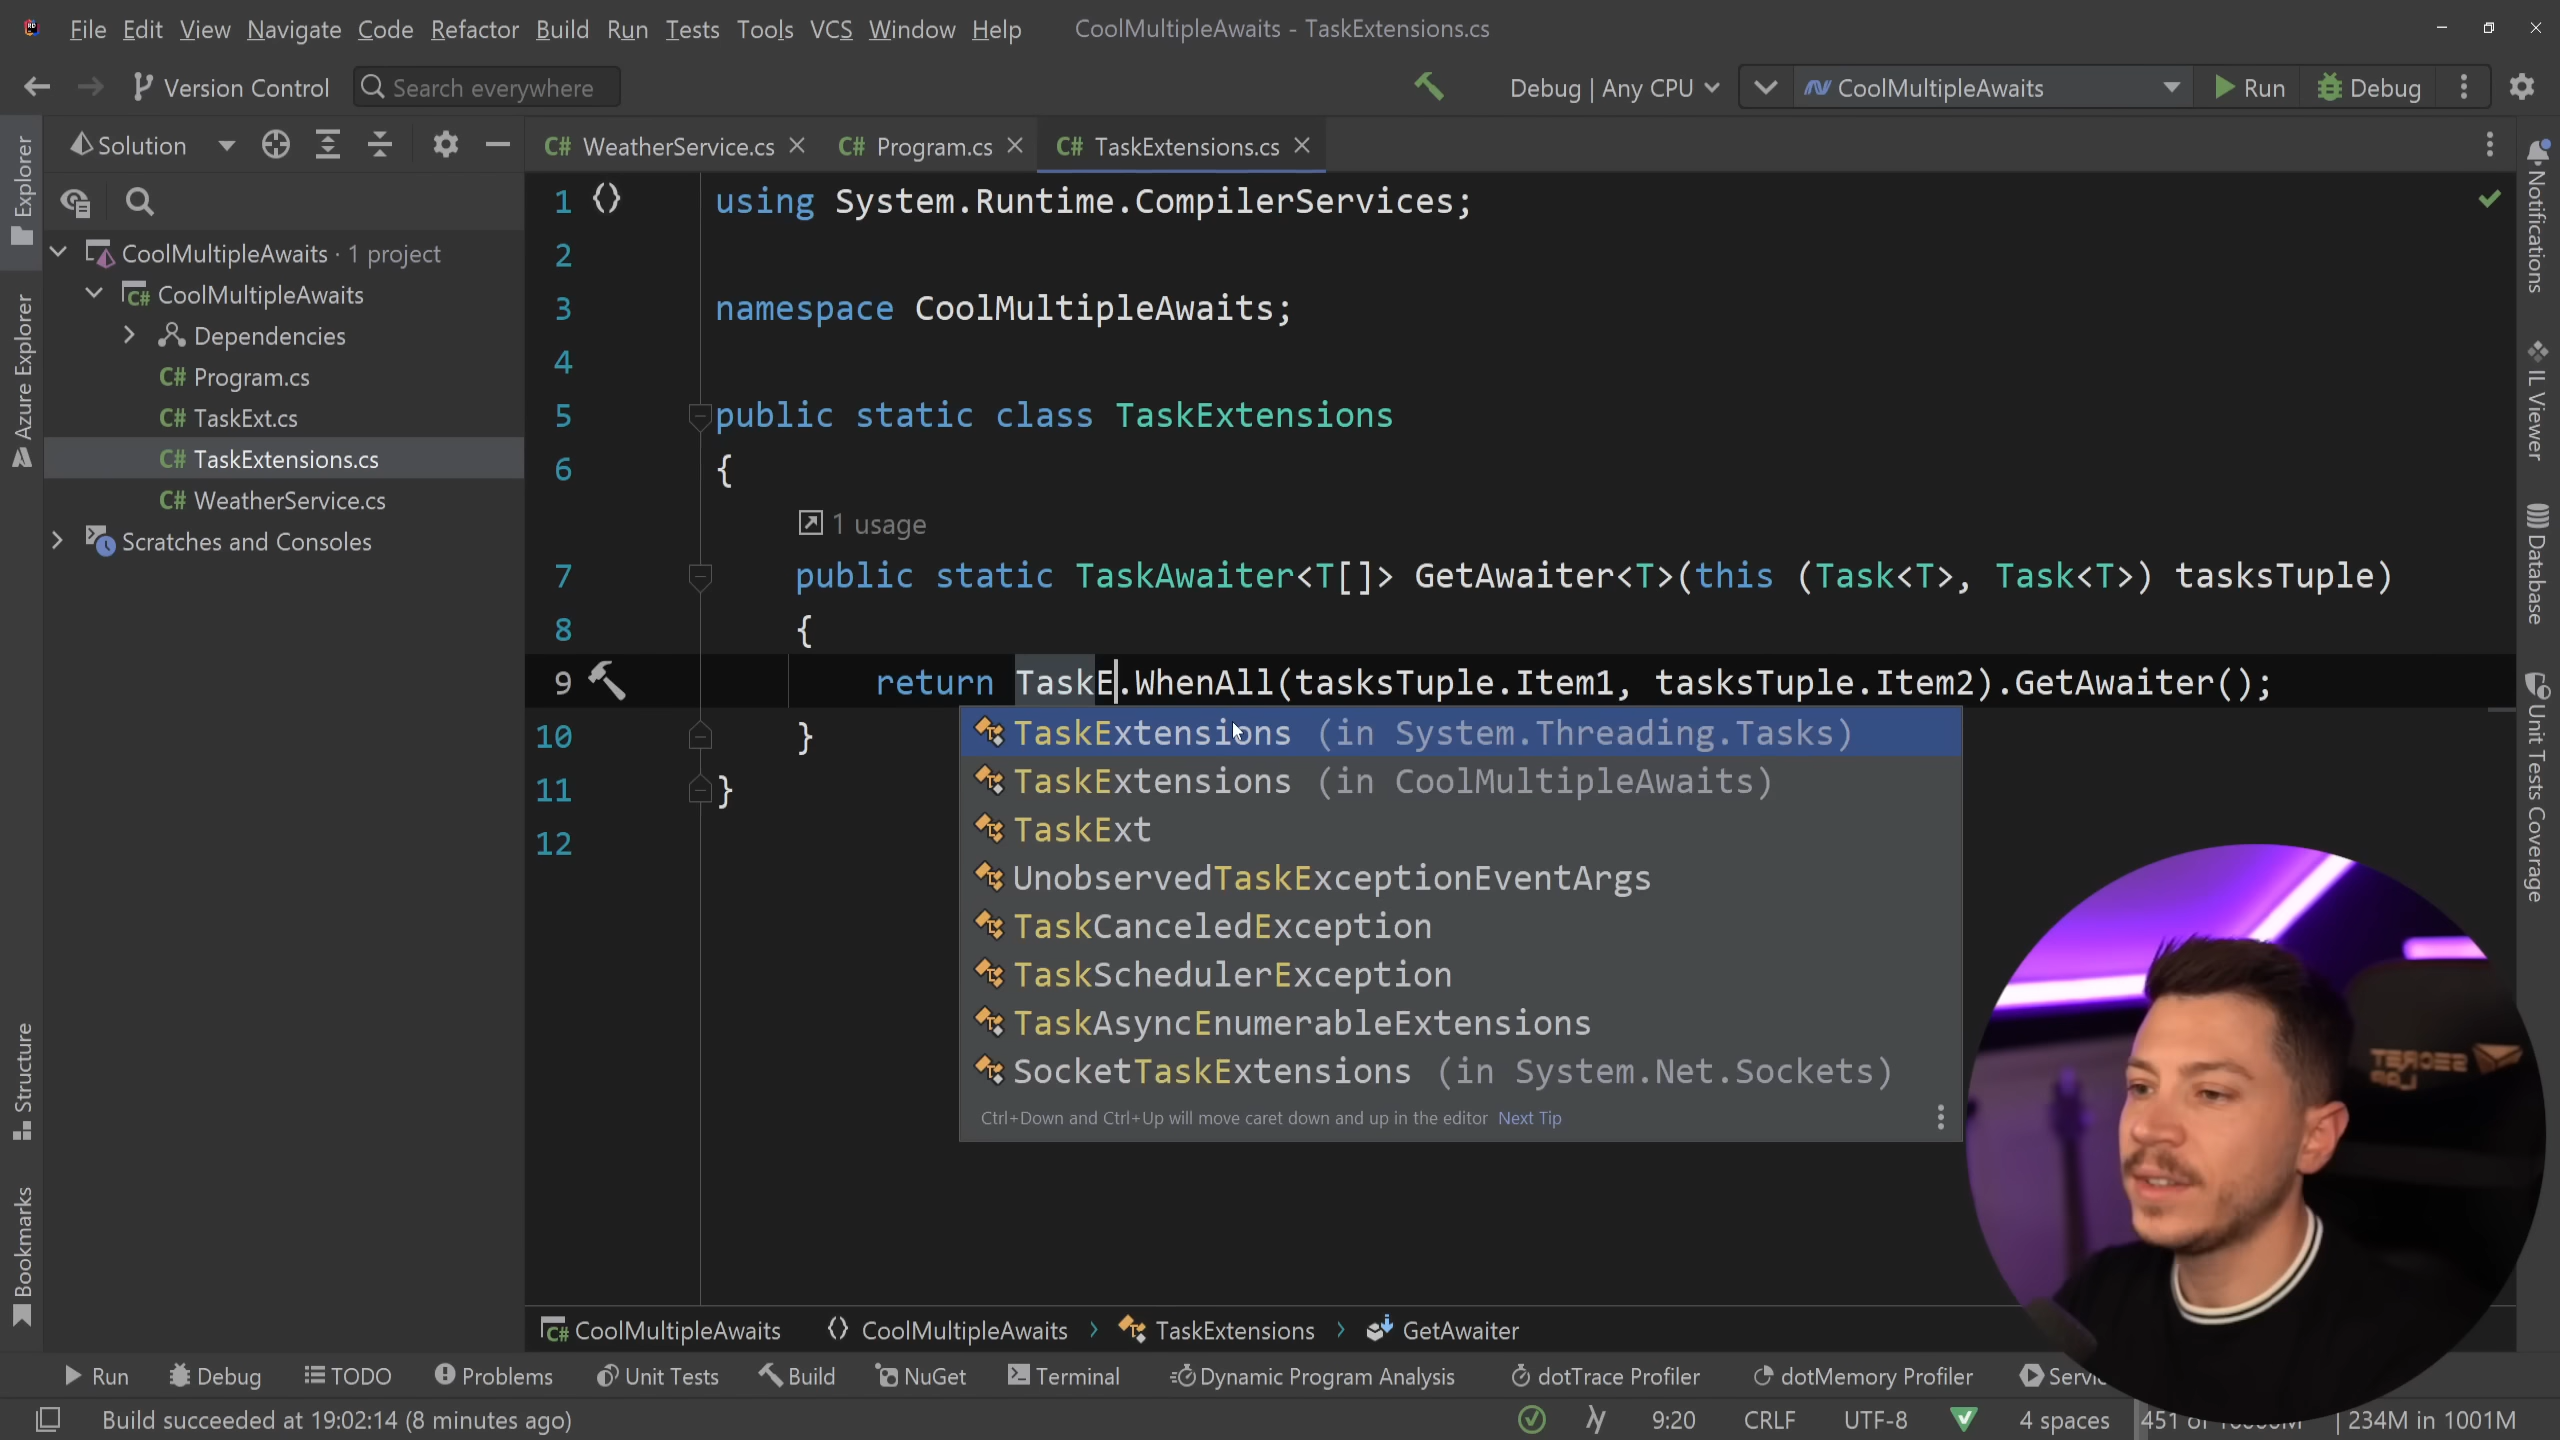 File Edit View Navigate Code Refactor Build Run Tests Tools VCS Window Help CoolMultipleAwaits - TaskExtensions.cs
Version Control Search everywhere Debug | Any CPU CoolMultipleAwaits Run Debug
Solution
WeatherService.cs Program.cs TaskExtensions.cs
Explorer
Azure Explorer
Structure
Bookmarks
CoolMultipleAwaits · 1 project
C# CoolMultipleAwaits
Dependencies
C# Program.cs
C# TaskExt.cs
C# TaskExtensions.cs
C# WeatherService.cs
Scratches and Consoles
1 using System.Runtime.CompilerServices;
2
3 namespace CoolMultipleAwaits;
4
5 public static class TaskExtensions
6 {
1 usage
7 public static TaskAwaiter<T[]> GetAwaiter<T>(this (Task<T>, Task<T>) tasksTuple)
8 {
9 return TaskE.WhenAll(tasksTuple.Item1, tasksTuple.Item2).GetAwaiter();
10 }
11 }
12
TaskExtensions (in System.Threading.Tasks)
TaskExtensions (in CoolMultipleAwaits)
TaskExt
UnobservedTaskExceptionEventArgs
TaskCanceledException
TaskSchedulerException
TaskAsyncEnumerableExtensions
SocketTaskExtensions (in System.Net.Sockets)
Ctrl+Down and Ctrl+Up will move caret down and up in the editor Next Tip
Notifications
IL Viewer
Database
Unit Tests Coverage
SECRET
LAB
C# CoolMultipleAwaits CoolMultipleAwaits TaskExtensions GetAwaiter
Run Debug TODO Problems Unit Tests Build NuGet Terminal Dynamic Program Analysis dotTrace Profiler dotMemory Profiler
Build succeeded at 19:02:14 (8 minutes ago) 9:20 CRLF UTF-8 4 spaces 234M in 1001M